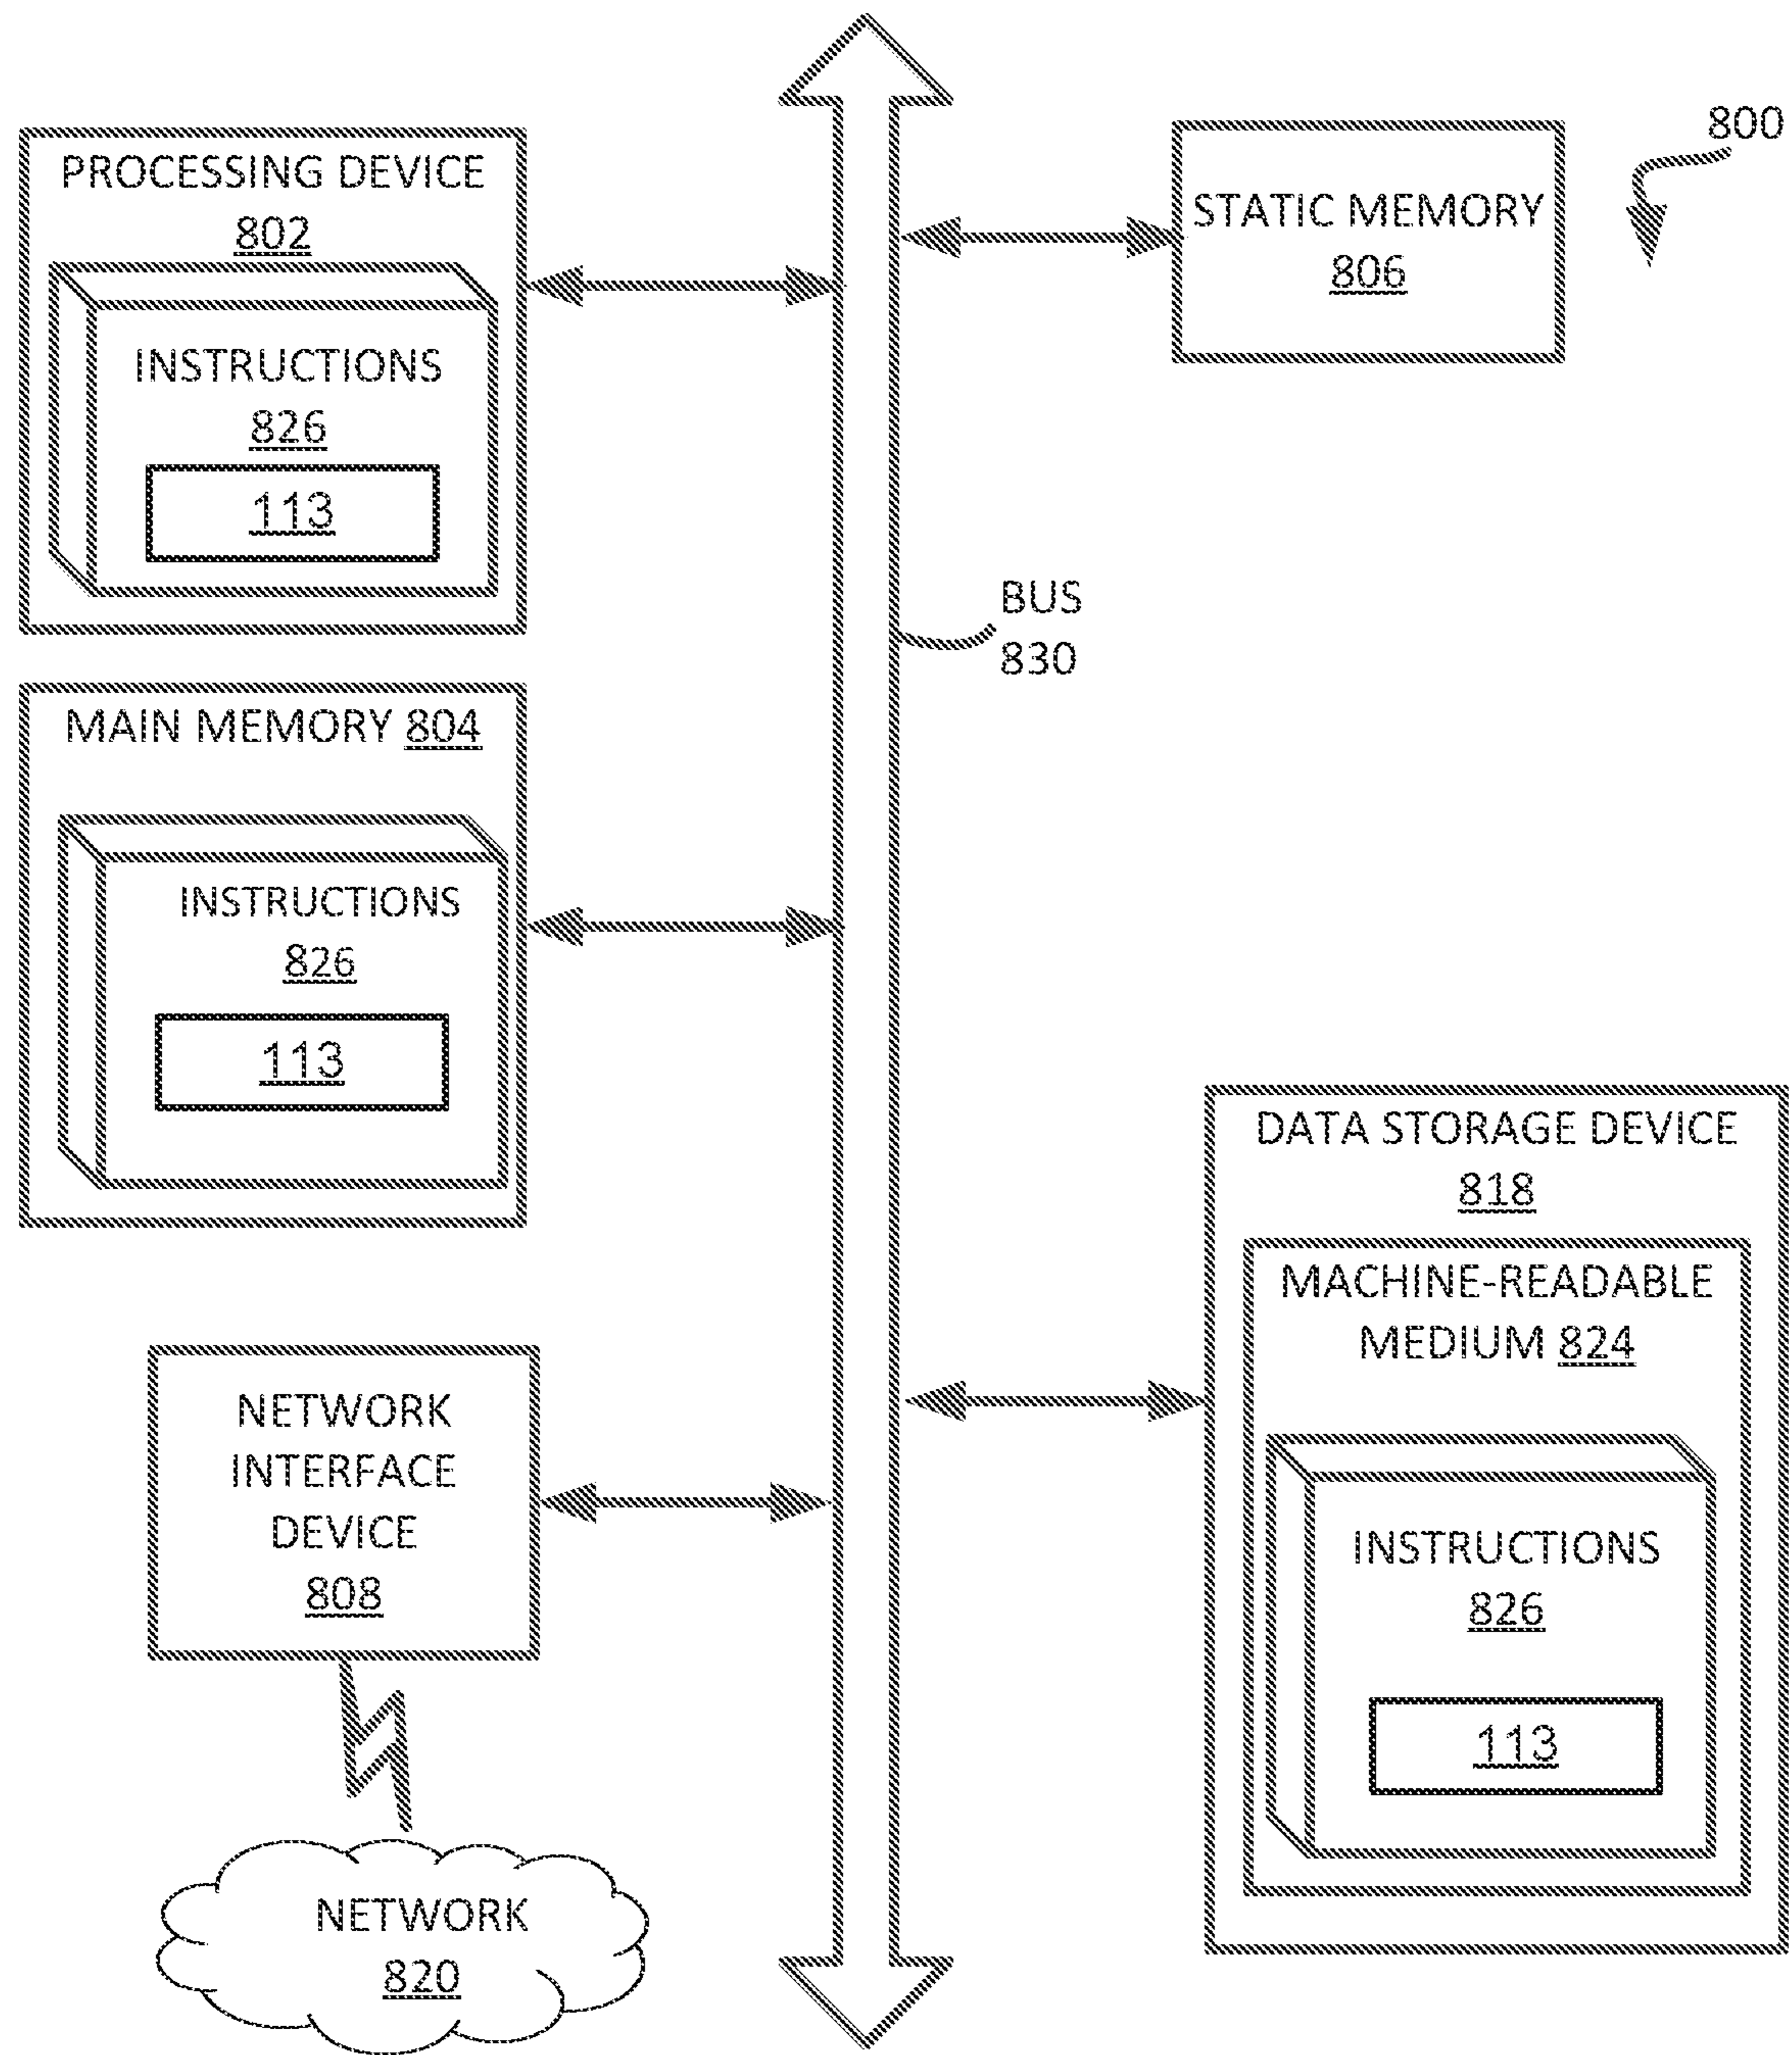 800
PROCESSING DEVICE
802
INSTRUCTIONS
826
113
STATIC MEMORY
806
BUS
830
MAIN MEMORY 804
INSTRUCTIONS
826
113
DATA STORAGE DEVICE
818
MACHINE-READABLE
MEDIUM 824
INSTRUCTIONS
826
113
NETWORK
INTERFACE
DEVICE
808
NETWORK
820